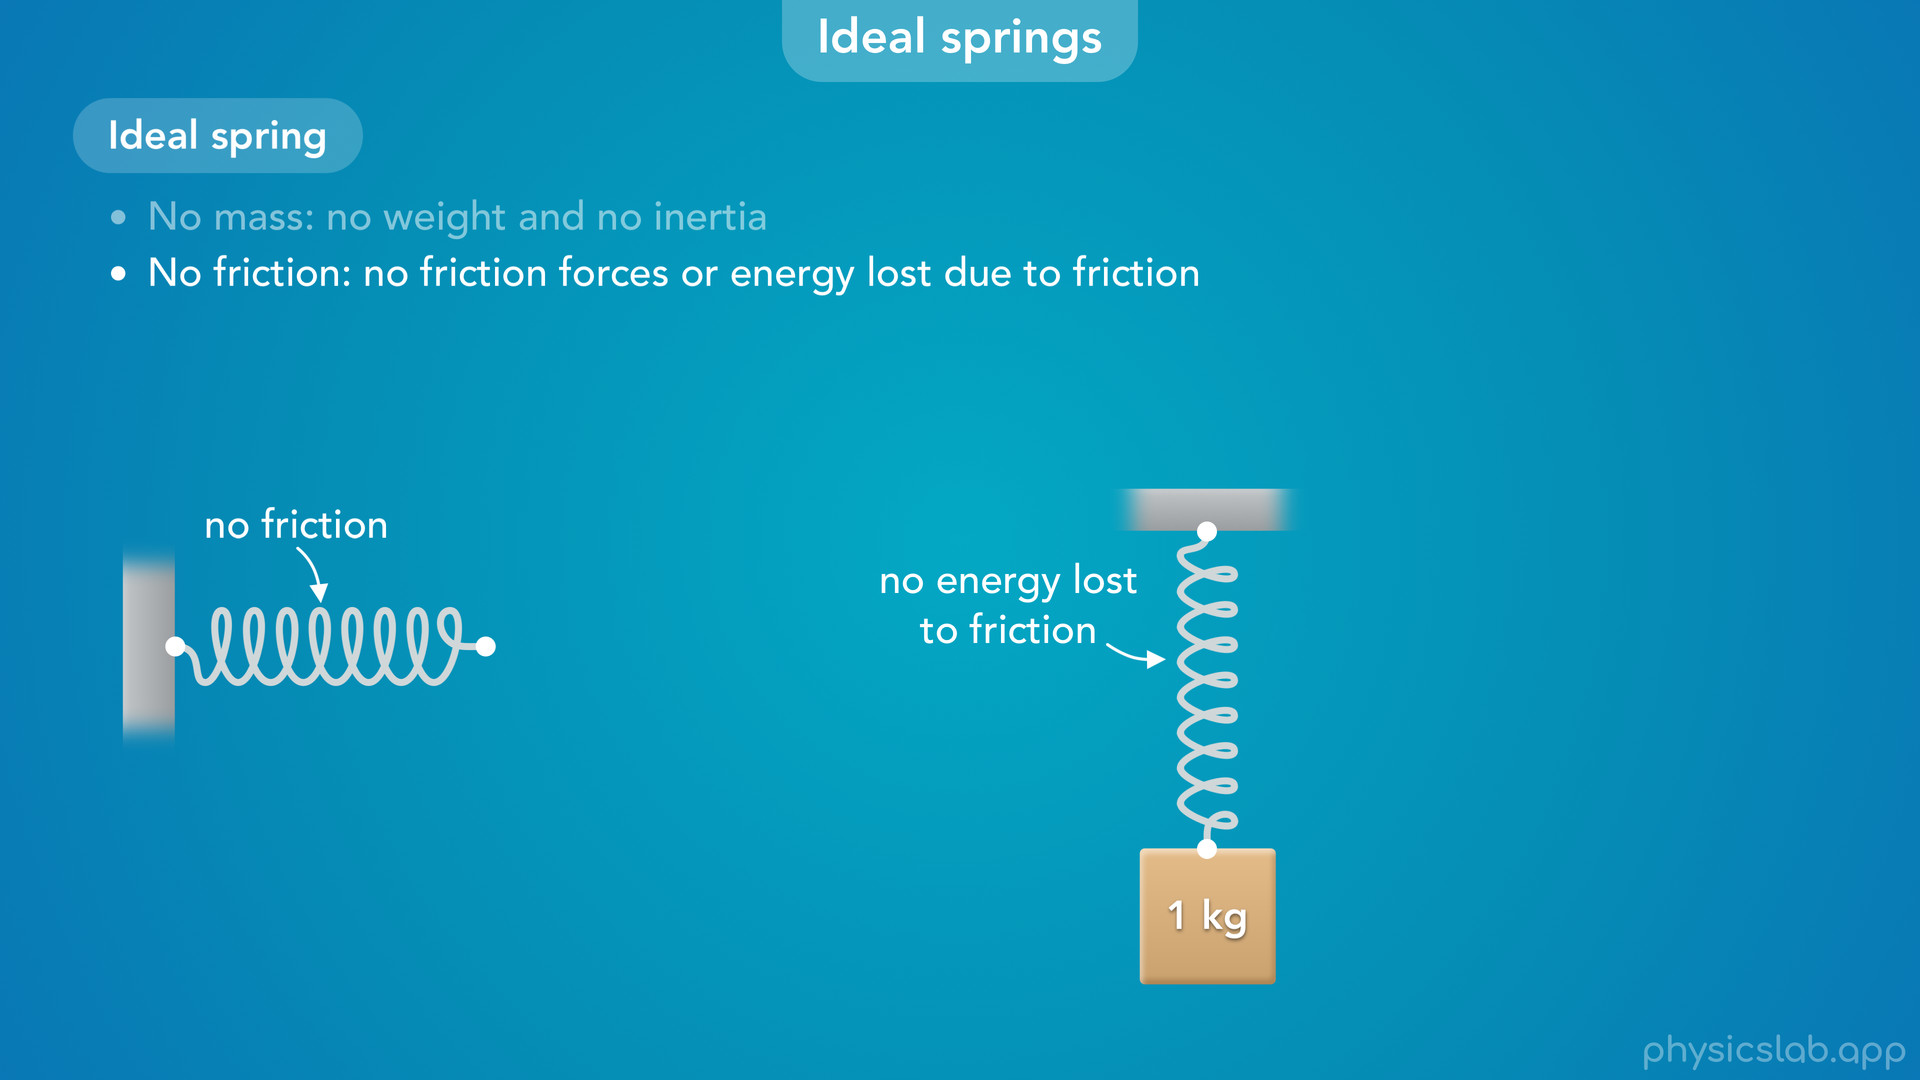 Ideal springs
Ideal spring
• No mass: no weight and no inertia
• No friction: no friction forces or energy lost due to friction
no friction
no energy lost
to friction
1 kg
physicslab.app